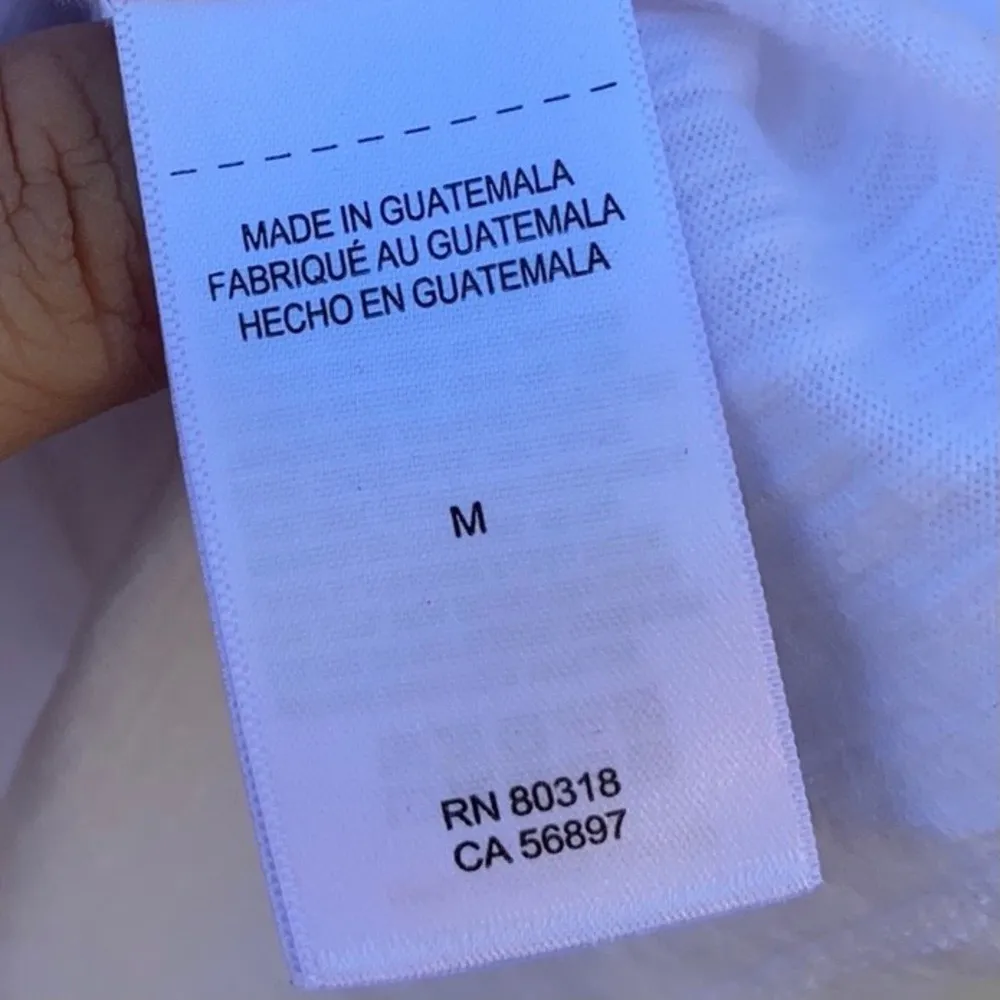 MADE IN GUATEMALA
FABRIQUÉ AU GUATEMALA
HECHO EN GUATEMALA
M
RN 80318
CA 56897